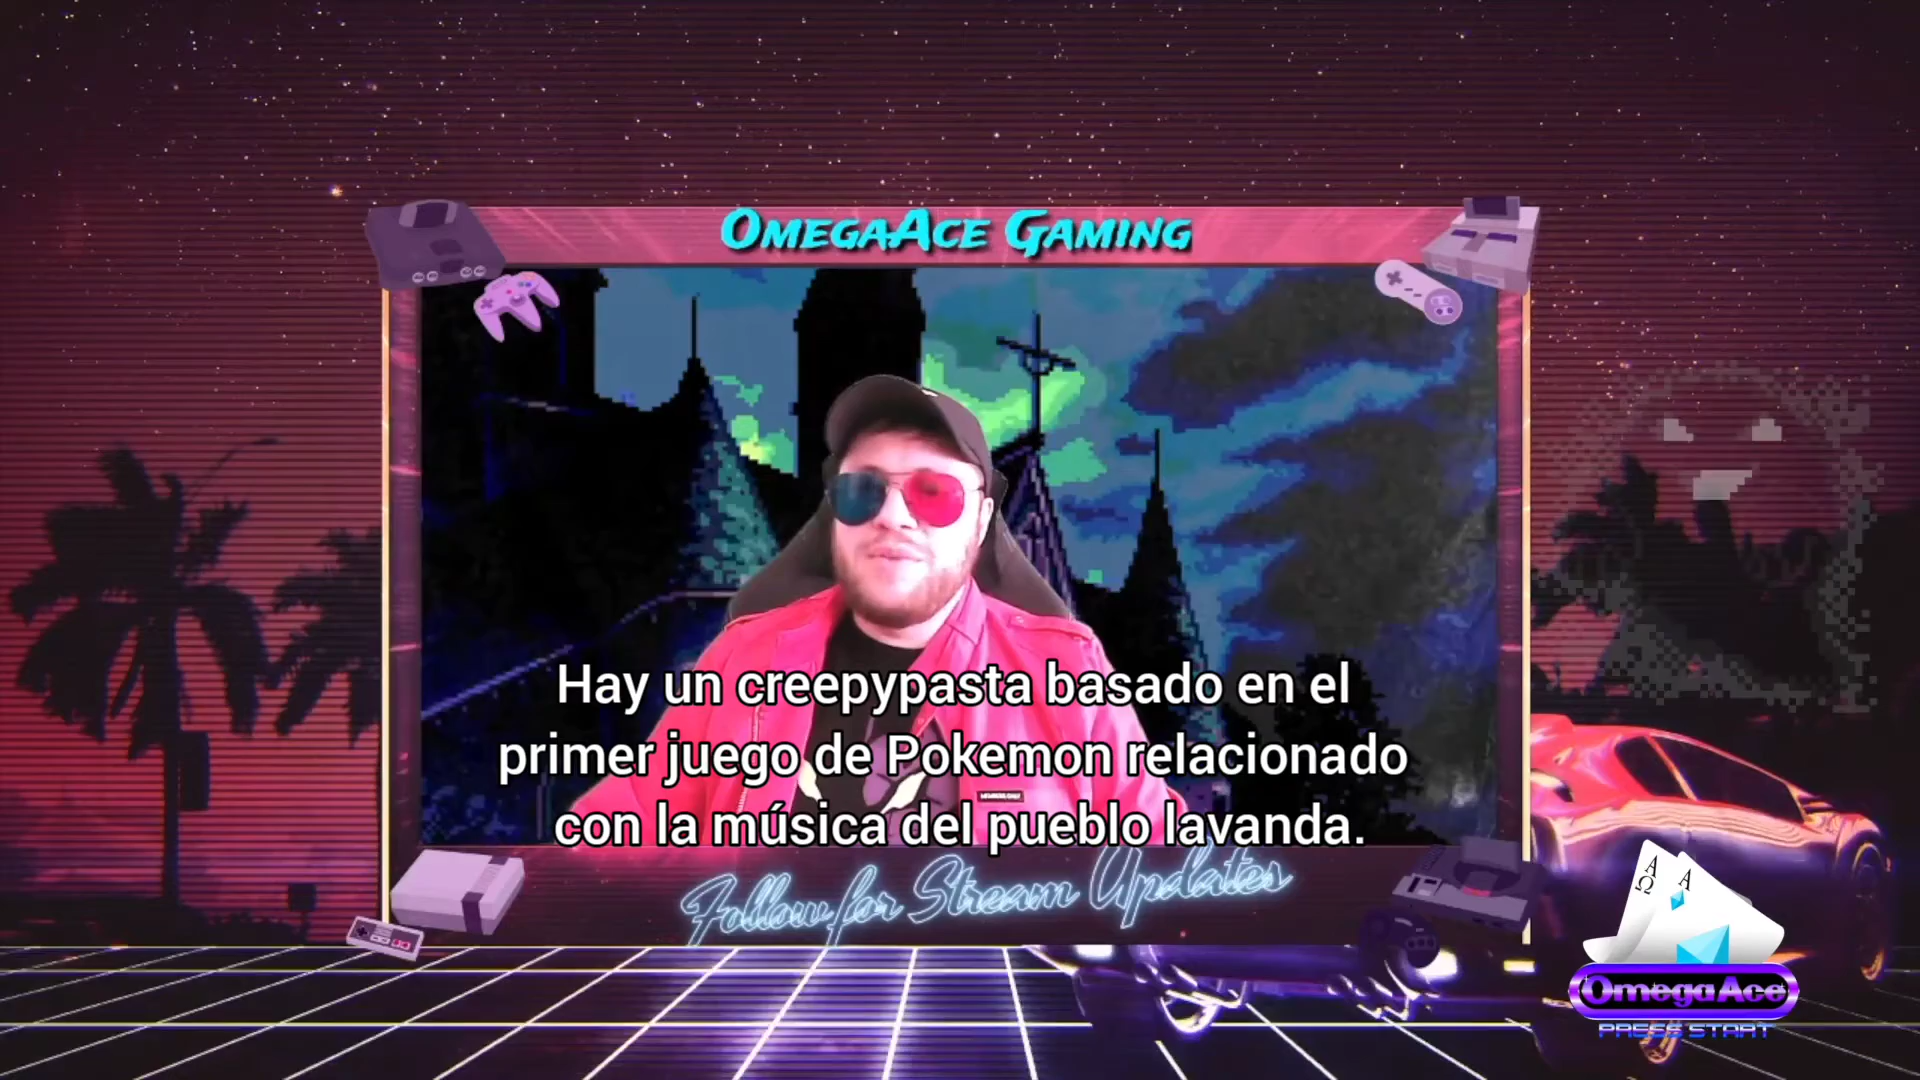 OmegaAce Gaming
Hay un creepypasta basado en el
primer juego de Pokemon relacionado
con la música del pueblo lavanda.
Follow for Stream Updates
A
Ω
A
OmegaAce
PRESS START